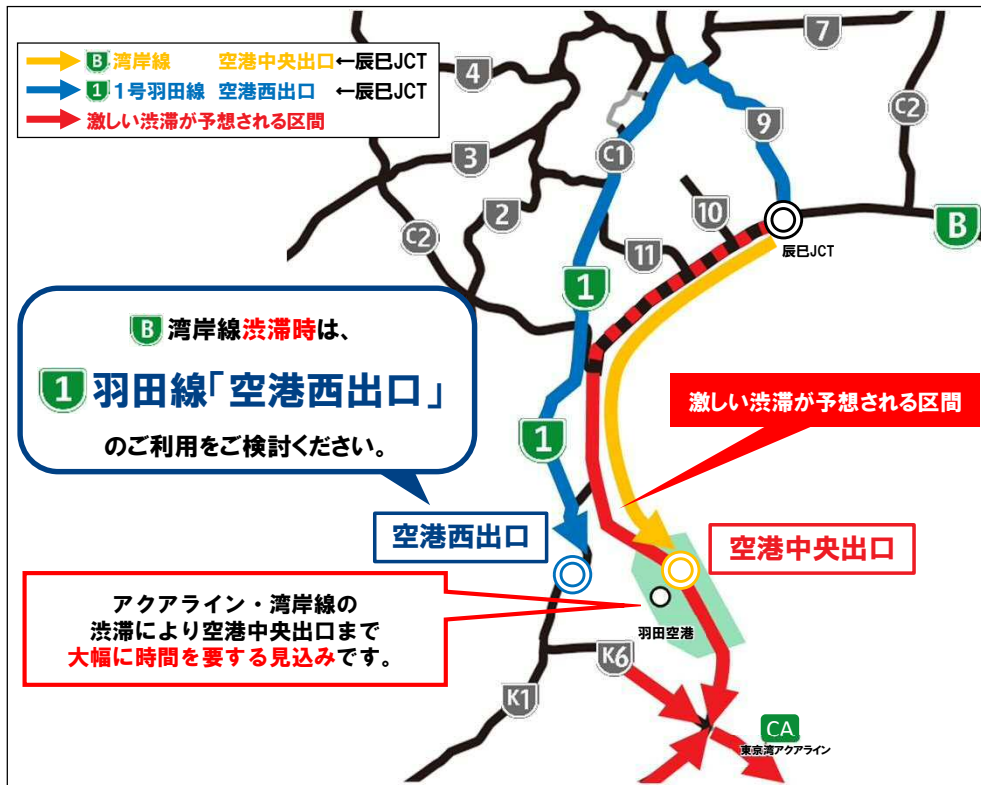 B 湾岸線 空港中央出口←辰巳JCT
1 1号羽田線 空港西出口 ←辰巳JCT
激しい渋滞が予想される区間
7
4
C2
9
3
C1
2
10
C2
11
B
辰巳JCT
1
B 湾岸線渋滞時は、
1 羽田線「空港西出口」
のご利用をご検討ください。
激しい渋滞が予想される区間
1
空港西出口
空港中央出口
アクアライン・湾岸線の
渋滞により空港中央出口まで
大幅に時間を要する見込みです。
羽田空港
K6
K1
CA
東京湾アクアライン